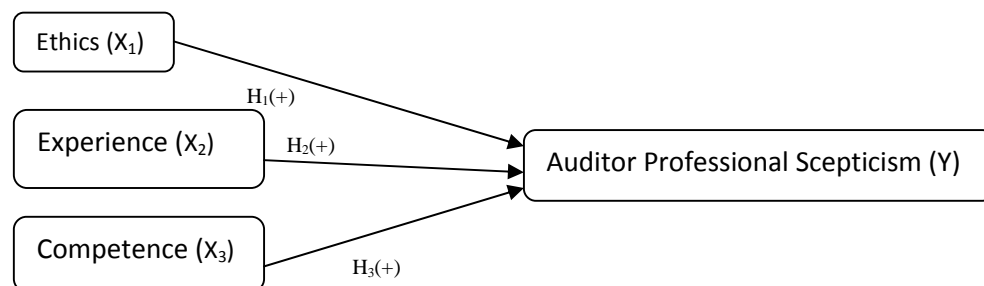 Ethics (X₁)
H₁(+)
Experience (X₂)
H₂(+)
Auditor Professional Scepticism (Y)
Competence (X₃)
H₃(+)